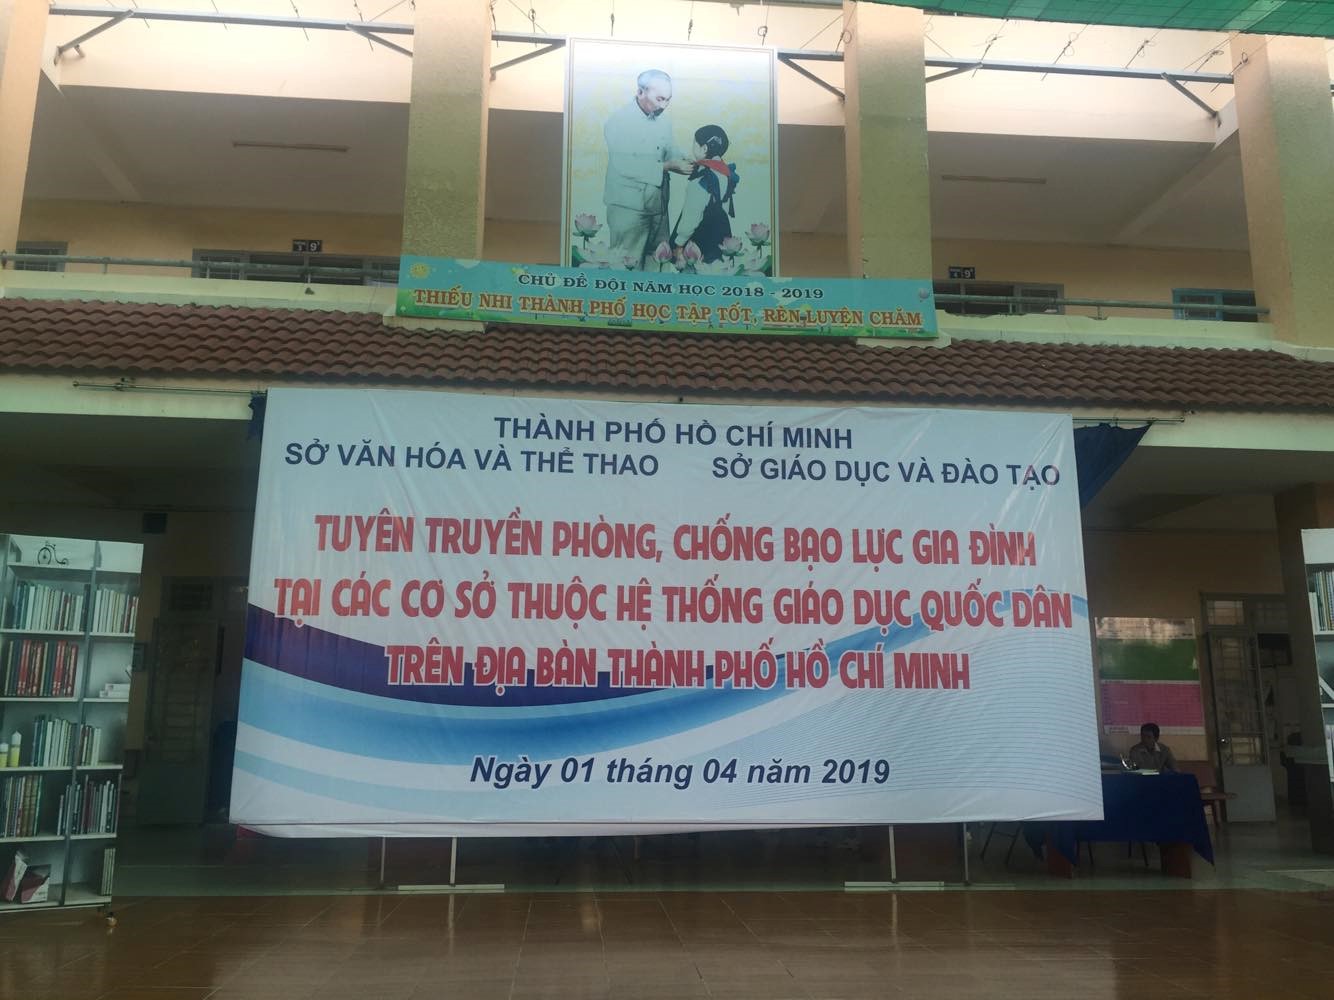 CHỦ ĐỀ ĐỘI NĂM HỌC 2018 - 2019
THIẾU NHI THÀNH PHỐ HỌC TẬP TỐT, RÈN LUYỆN CHĂM
THÀNH PHỐ HỒ CHÍ MINH
SỞ VĂN HÓA VÀ THỂ THAO SỞ GIÁO DỤC VÀ ĐÀO TẠO
TUYÊN TRUYỀN PHÒNG, CHỐNG BẠO LỰC GIA ĐÌNH
TẠI CÁC CƠ SỞ THUỘC HỆ THỐNG GIÁO DỤC QUỐC DÂN
TRÊN ĐỊA BÀN THÀNH PHỐ HỒ CHÍ MINH
Ngày 01 tháng 04 năm 2019